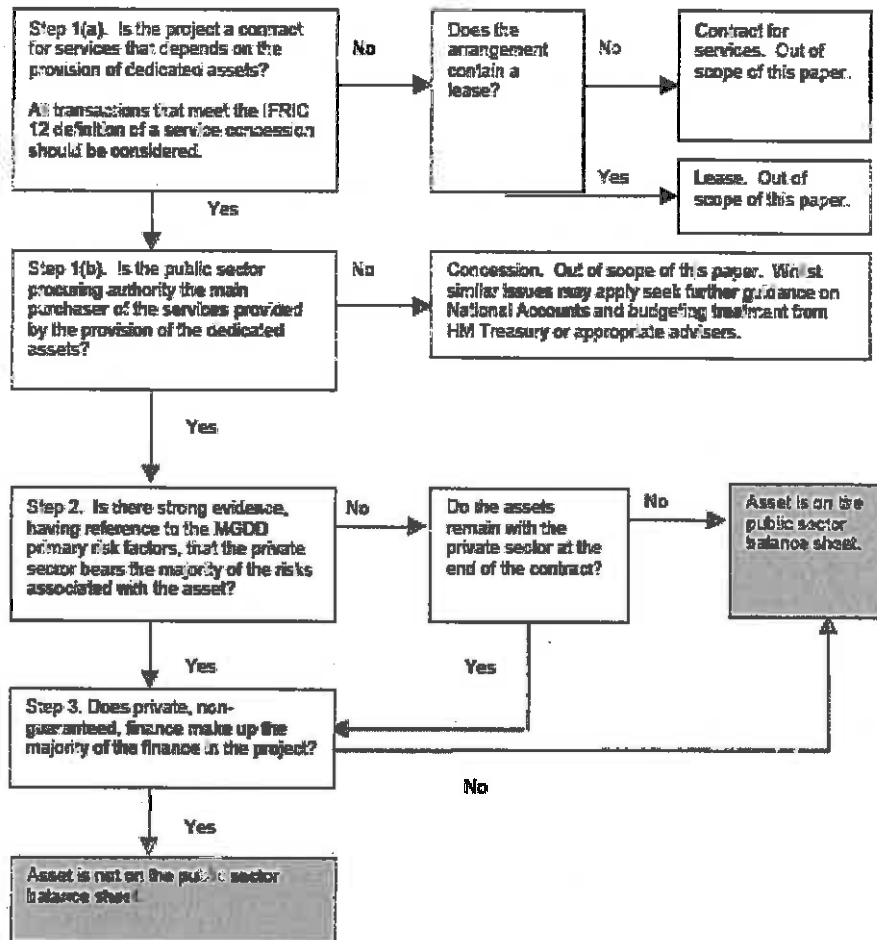 Step 1(a). Is the project a contract
for services that depends on the
provision of dedicated assets?
All transactions that meet the IFRIC
12 definition of a service concession
should be considered.
No
Does the
arrangement
contain a
lease?
No
Contract for
services. Out of
scope of this paper.
Yes
Lease. Out of
scope of this paper.
Yes
Step 1(b). Is the public sector
procuring authority the main
purchaser of the services provided
by the provision of the dedicated
assets?
No
Concession. Out of scope of this paper. Whilst
similar issues may apply seek further guidance on
National Accounts and budgeting treatment from
HM Treasury or appropriate advisers.
Yes
Step 2. Is there strong evidence,
having reference to the MGDD
primary risk factors, that the private
sector bears the majority of the risks
associated with the asset?
No
Do the assets
remain with the
private sector at the
end of the contract?
No
Asset is on the
public sector
balance sheet.
Yes
Yes
Step 3. Does private, non-
guaranteed, finance make up the
majority of the finance in the project?
No
Yes
Asset is not on the public sector
balance sheet.